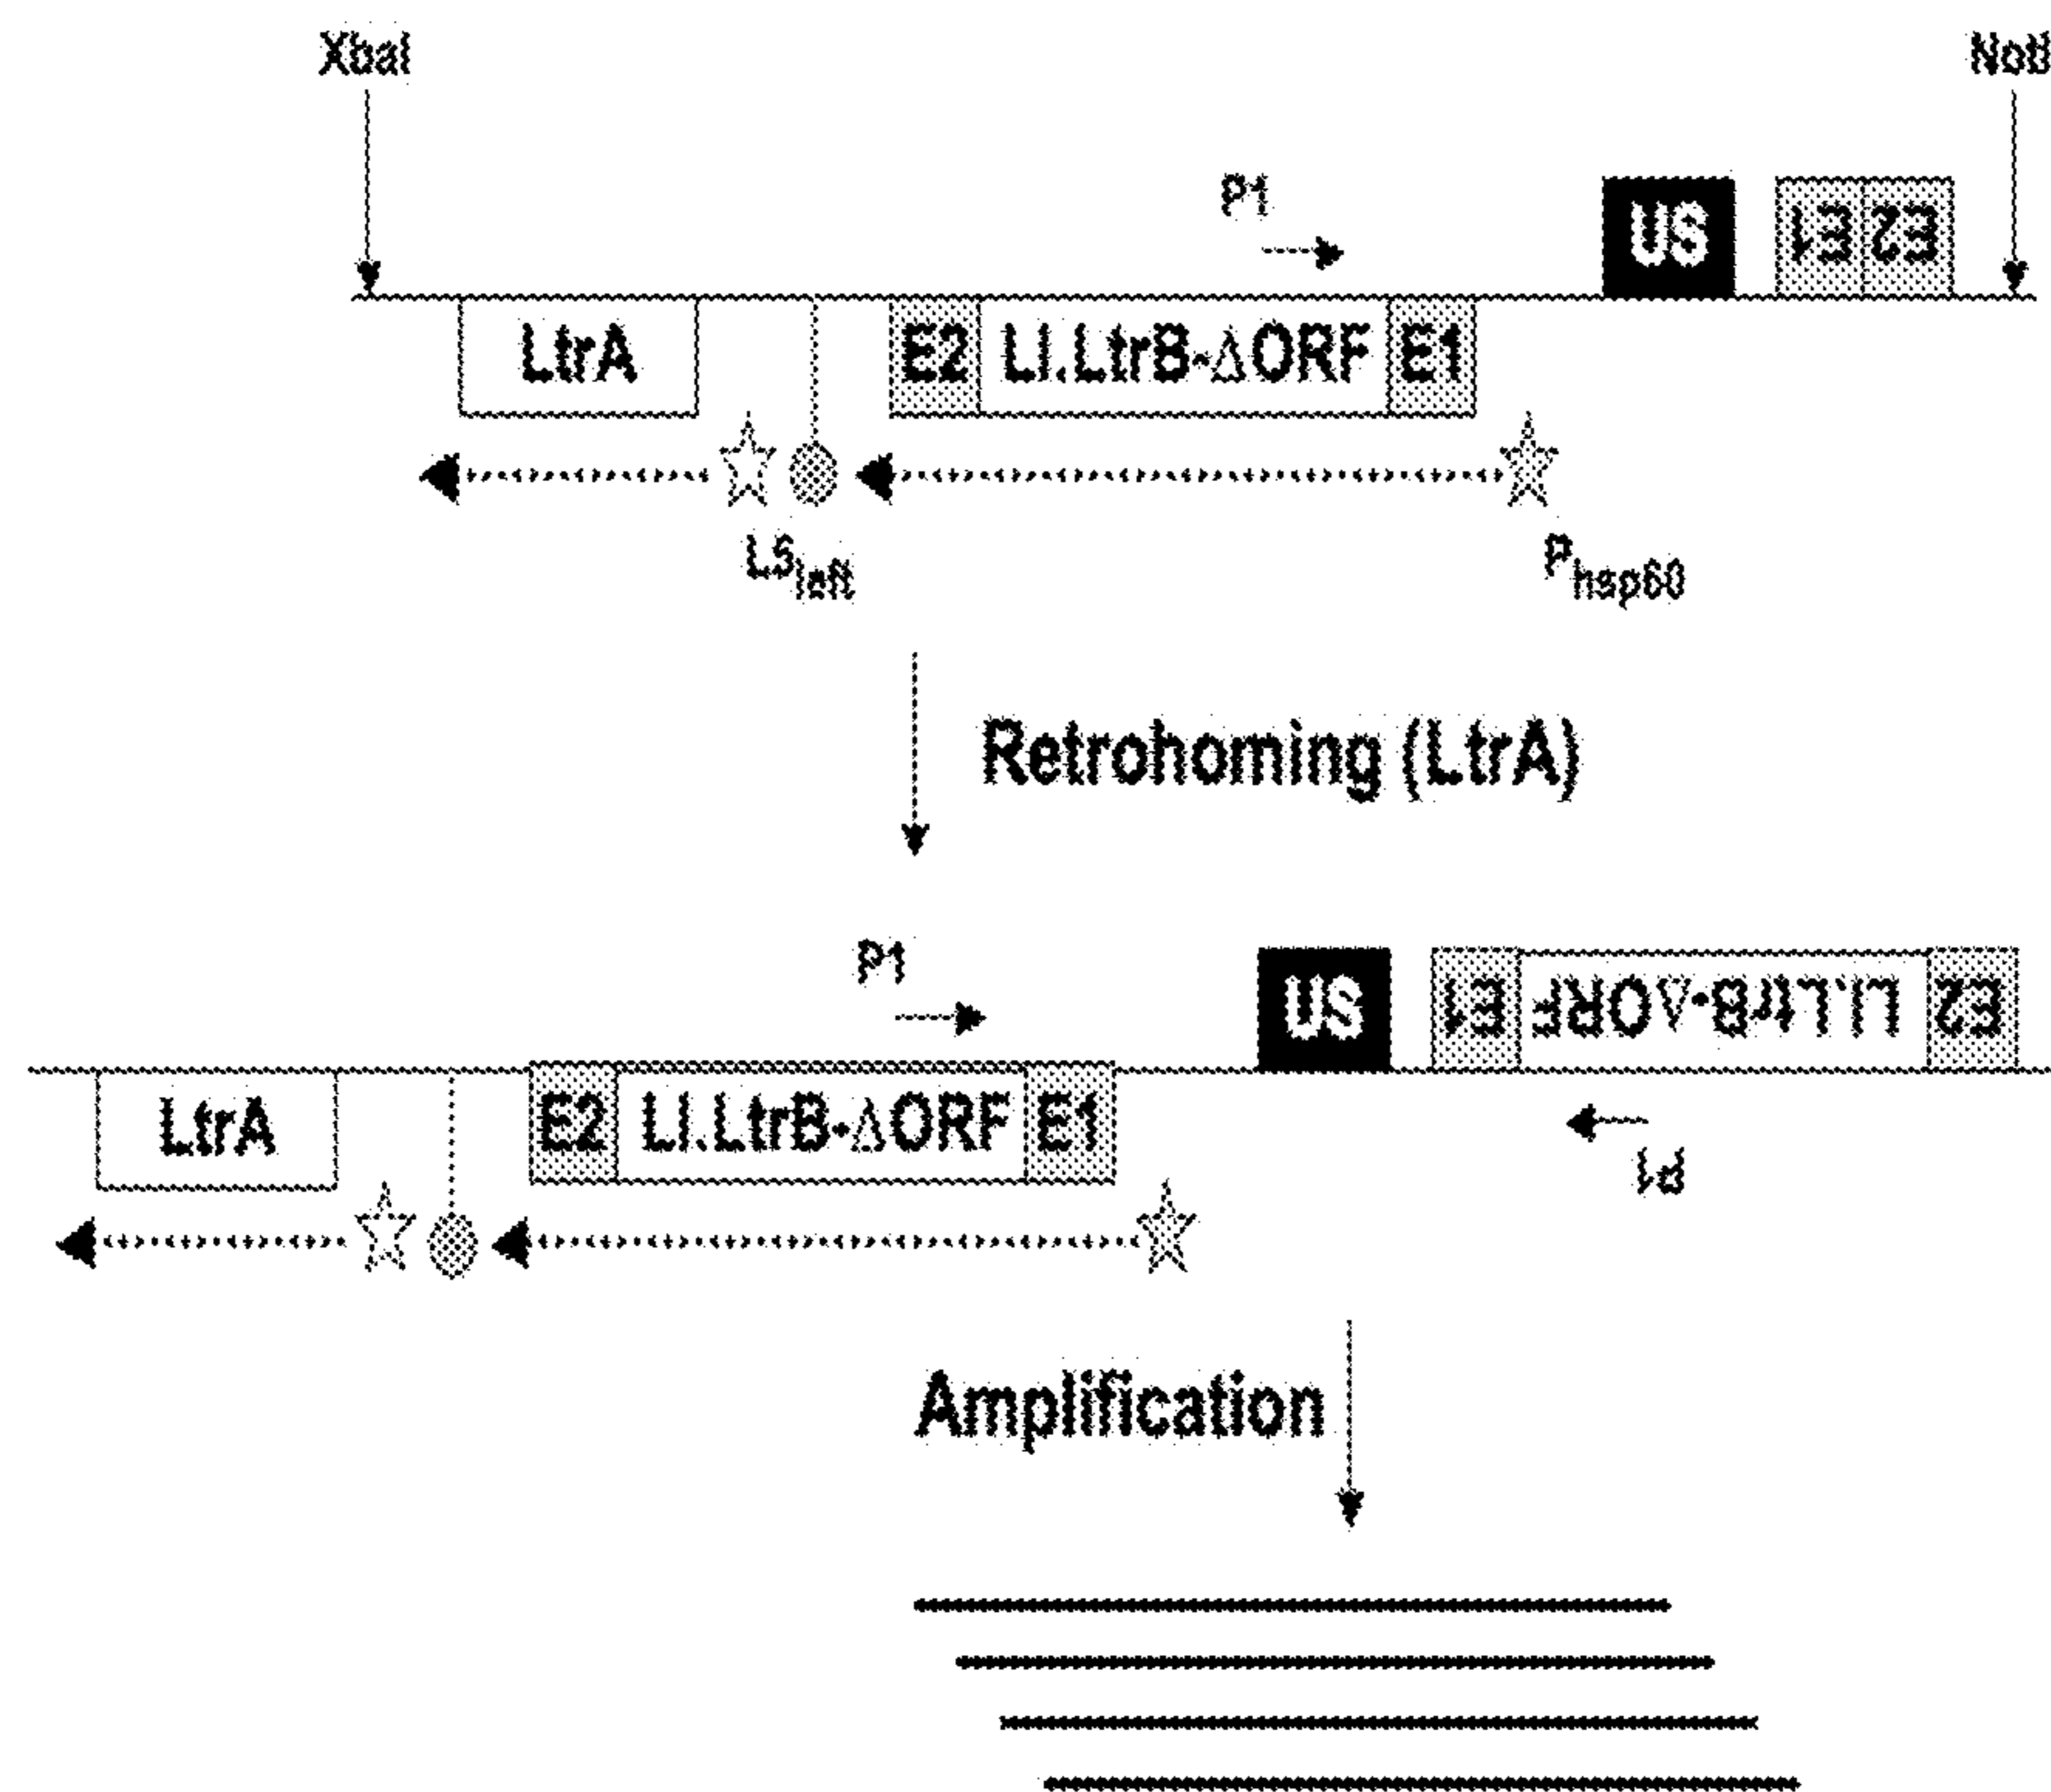 XbaI
NotI
P1
US
E1 E2
LtrA
E2 Ll.LtrB-ΔORF E1
LSleft
Phsp60
Retrohoming (LtrA)
P1
US
E1 Ll.LtrB-ΔORF E2
LtrA
E2 Ll.LtrB-ΔORF E1
P1
Amplification